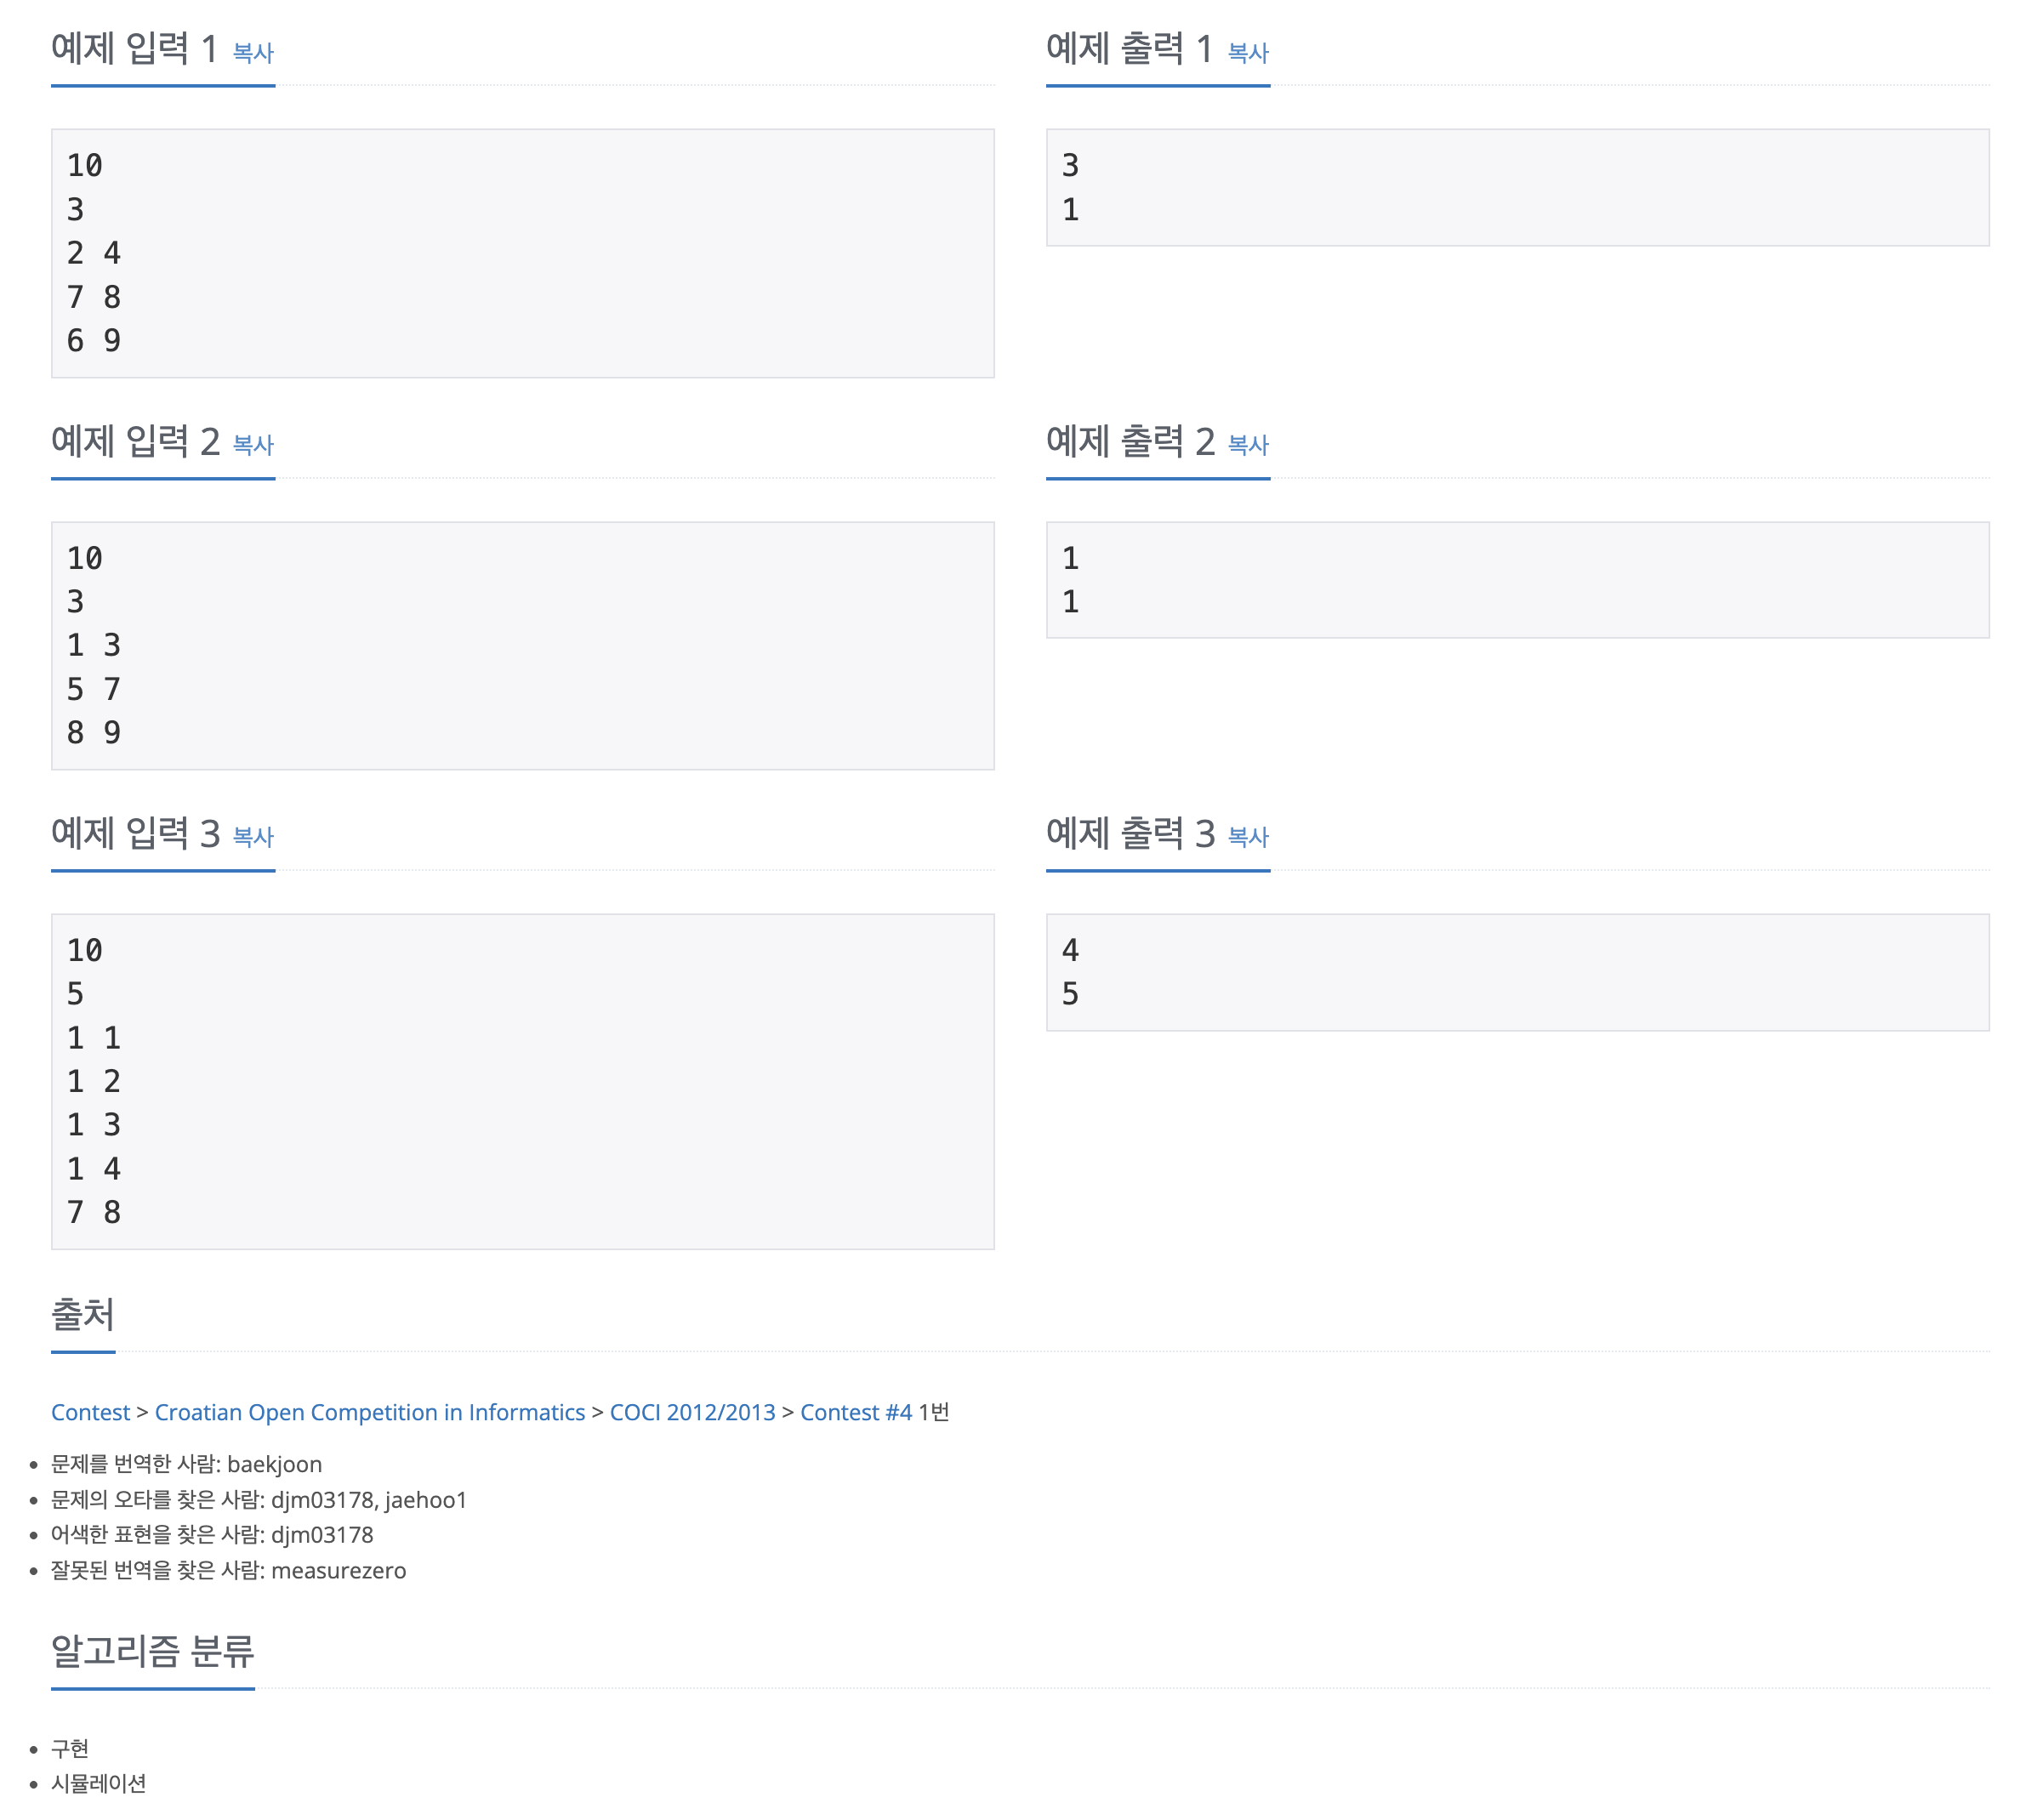 예제 입력 1 복사
10
3
2 4
7 8
6 9
예제 출력 1 복사
3
1
예제 입력 2 복사
10
3
1 3
5 7
8 9
예제 출력 2 복사
1
1
예제 입력 3 복사
10
5
1 1
1 2
1 3
1 4
7 8
예제 출력 3 복사
4
5
출처
Contest > Croatian Open Competition in Informatics > COCI 2012/2013 > Contest #4 1번
문제를 번역한 사람: baekjoon
문제의 오타를 찾은 사람: djm03178, jaehoo1
어색한 표현을 찾은 사람: djm03178
잘못된 번역을 찾은 사람: measurezero
알고리즘 분류
구현
시뮬레이션